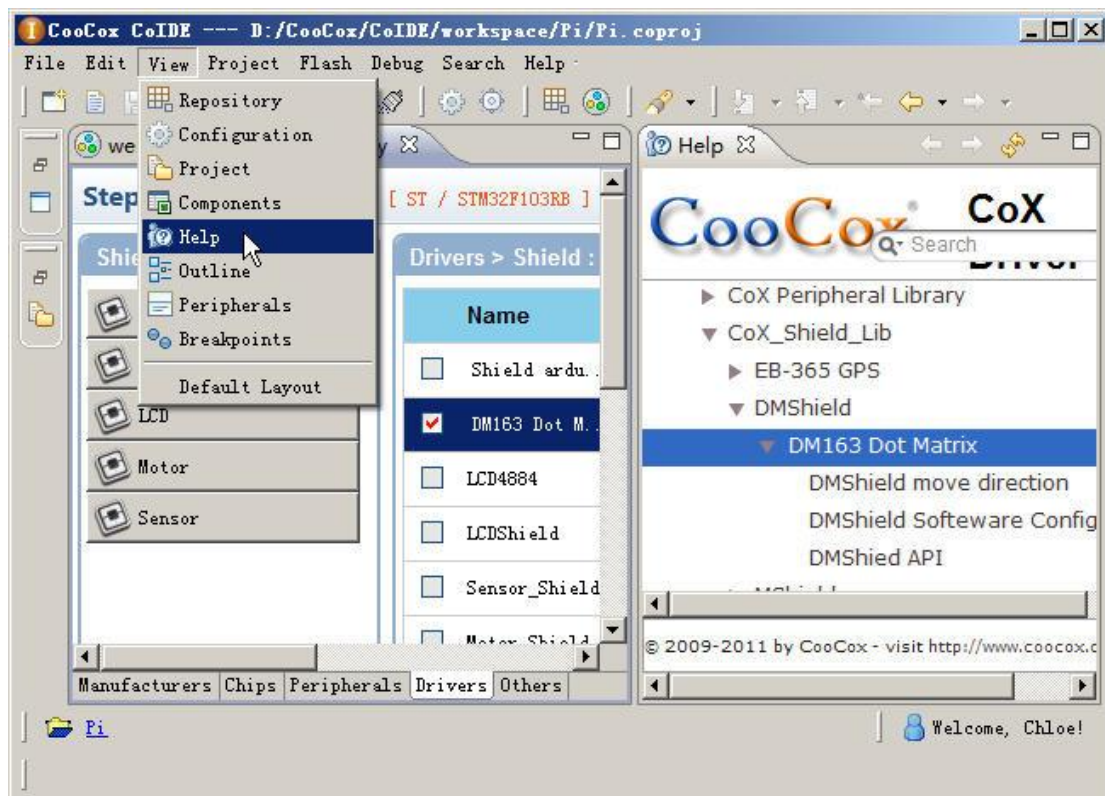 CooCox CoIDE --- D:/CooCox/CoIDE/workspace/Pi/Pi.coproj
File Edit View Project Flash Debug Search Help
Repository
Configuration
Project
Components
Help
Outline
Peripherals
Breakpoints
Default Layout
we
y
Step
[ ST / STM32F103RB ]
Shie
LCD
Motor
Sensor
Drivers > Shield :
Name
Shield ardu..
DM163 Dot M..
LCD4884
LCDShield
Sensor_Shield
Motor Shield
Manufacturers Chips Peripherals Drivers Others
Help
CooCox
CoX
Driver
Search
CoX Peripheral Library
CoX_Shield_Lib
EB-365 GPS
DMShield
DM163 Dot Matrix
DMShield move direction
DMShield Softeware Config
DMShied API
© 2009-2011 by CooCox - visit http://www.coocox.c
Pi
Welcome, Chloe!